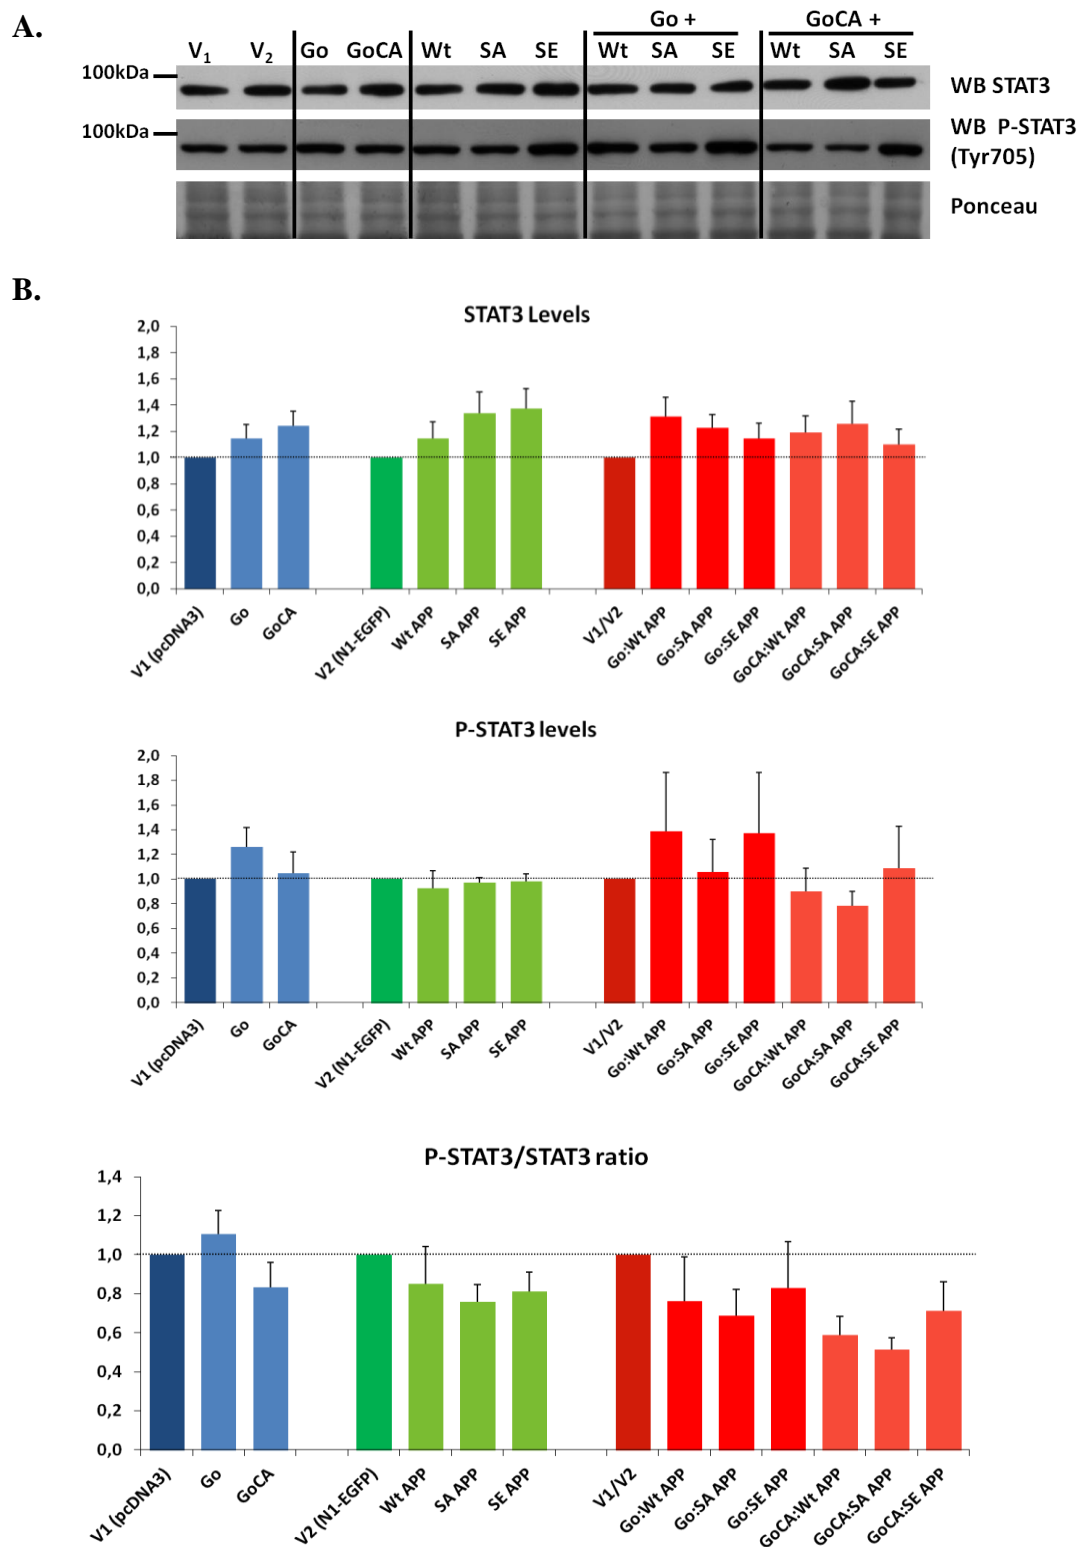 A.
Go + GoCA +
V1 V2 Go GoCA Wt SA SE Wt SA SE Wt SA SE
100kDa WB STAT3
100kDa WB P-STAT3
(Tyr705)
Ponceau
B.
STAT3 Levels
2,0
1,8
1,6
1,4
1,2
1,0
0,8
0,6
0,4
0,2
0,0
V1 (pcDNA3) Go GoCA V2 (N1-EGFP) Wt APP SA APP SE APP V1/V2 Go:Wt APP Go:SA APP Go:SE APP GoCA:Wt APP GoCA:SA APP GoCA:SE APP
P-STAT3 levels
2,0
1,8
1,6
1,4
1,2
1,0
0,8
0,6
0,4
0,2
0,0
V1 (pcDNA3) Go GoCA V2 (N1-EGFP) Wt APP SA APP SE APP V1/V2 Go:Wt APP Go:SA APP Go:SE APP GoCA:Wt APP GoCA:SA APP GoCA:SE APP
P-STAT3/STAT3 ratio
1,4
1,2
1,0
0,8
0,6
0,4
0,2
0,0
V1 (pcDNA3) Go GoCA V2 (N1-EGFP) Wt APP SA APP SE APP V1/V2 Go:Wt APP Go:SA APP Go:SE APP GoCA:Wt APP GoCA:SA APP GoCA:SE APP